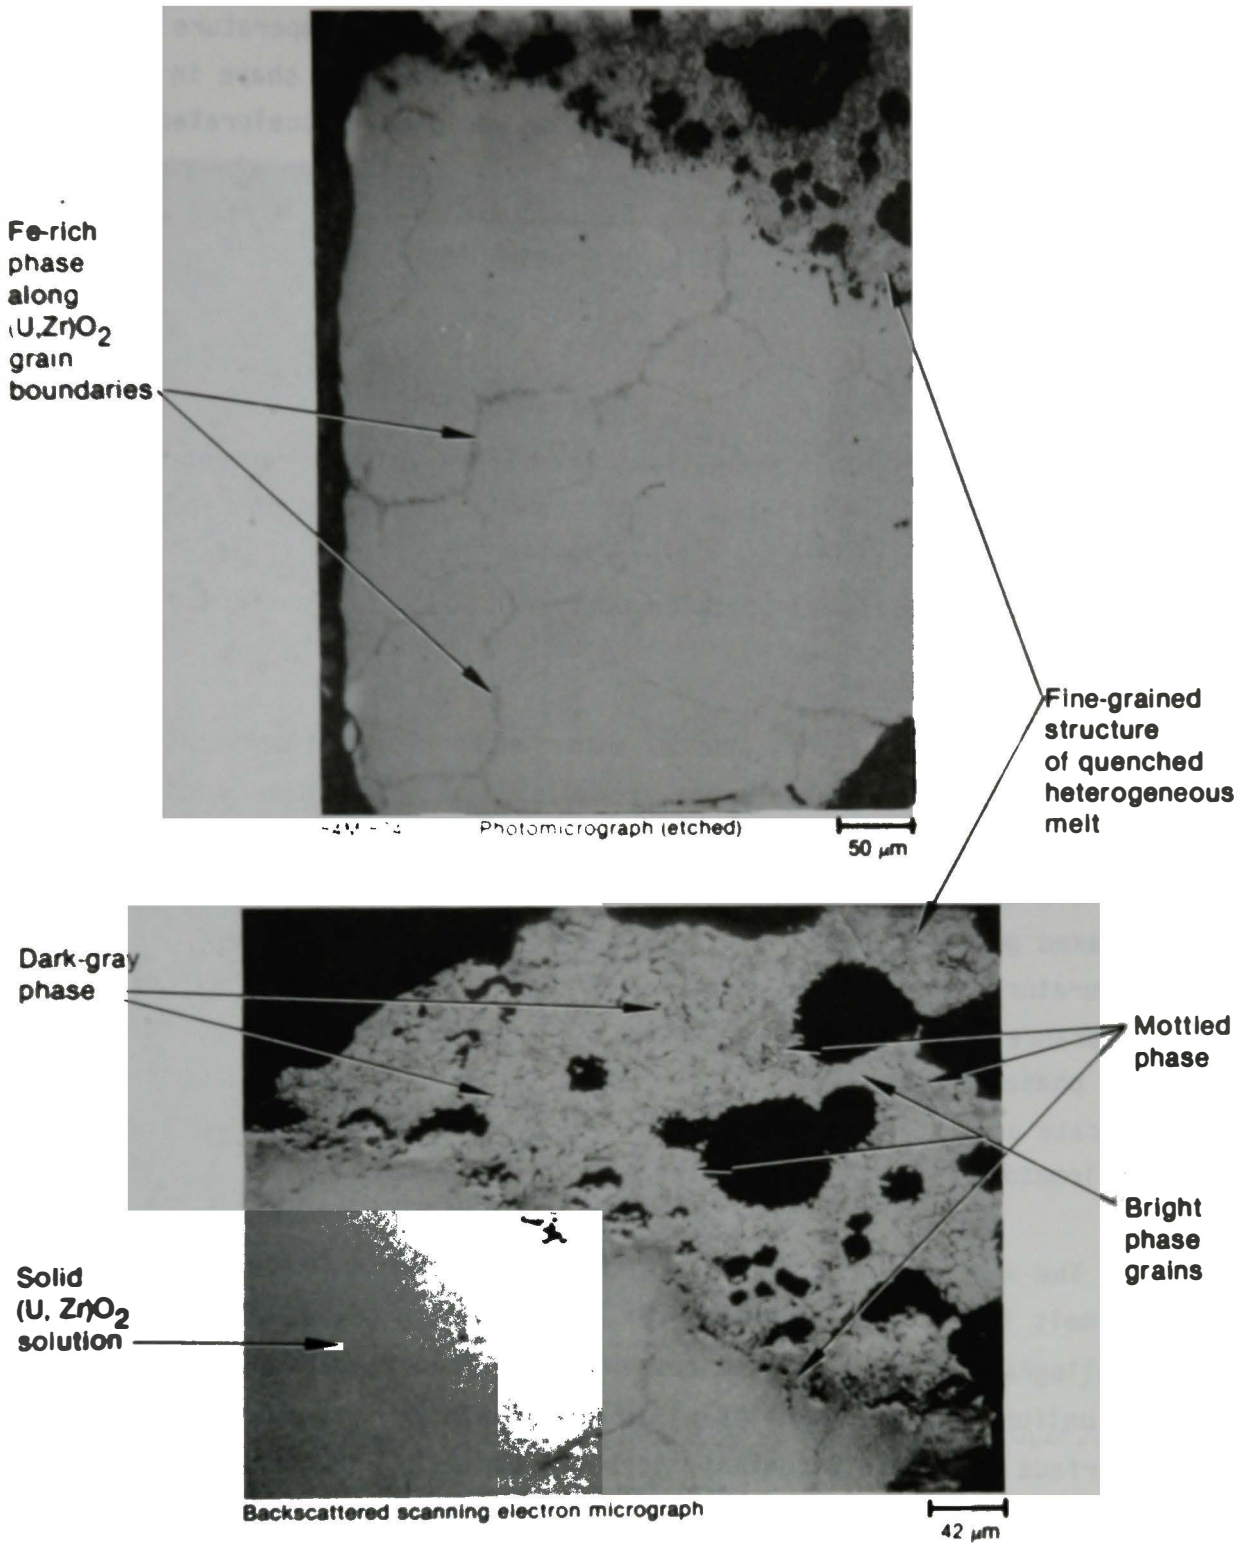 Fe-rich
phase
along
(U,Zr)O2
grain
boundaries
Photomicrograph (etched)
50 μm
Fine-grained
structure
of quenched
heterogeneous
melt
Dark-gray
phase
Mottled
phase
Bright
phase
grains
Solid
(U, Zr)O2
solution
Backscattered scanning electron micrograph
42 μm